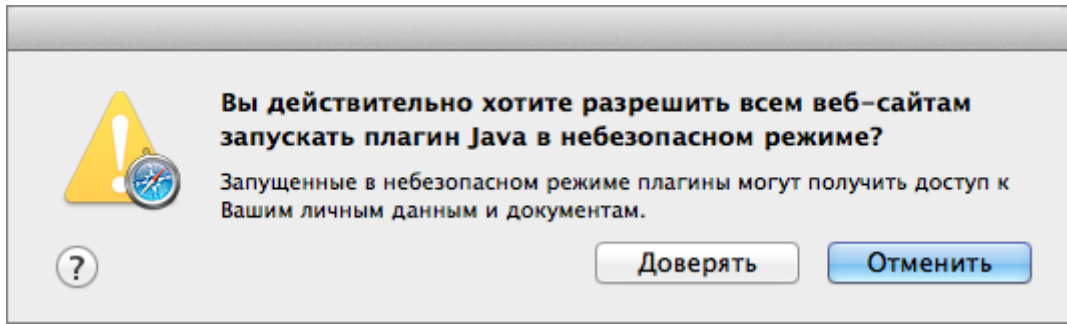 Вы действительно хотите разрешить всем веб-сайтам
запускать плагин Java в небезопасном режиме?
Запущенные в небезопасном режиме плагины могут получить доступ к
Вашим личным данным и документам.
? Доверять Отменить